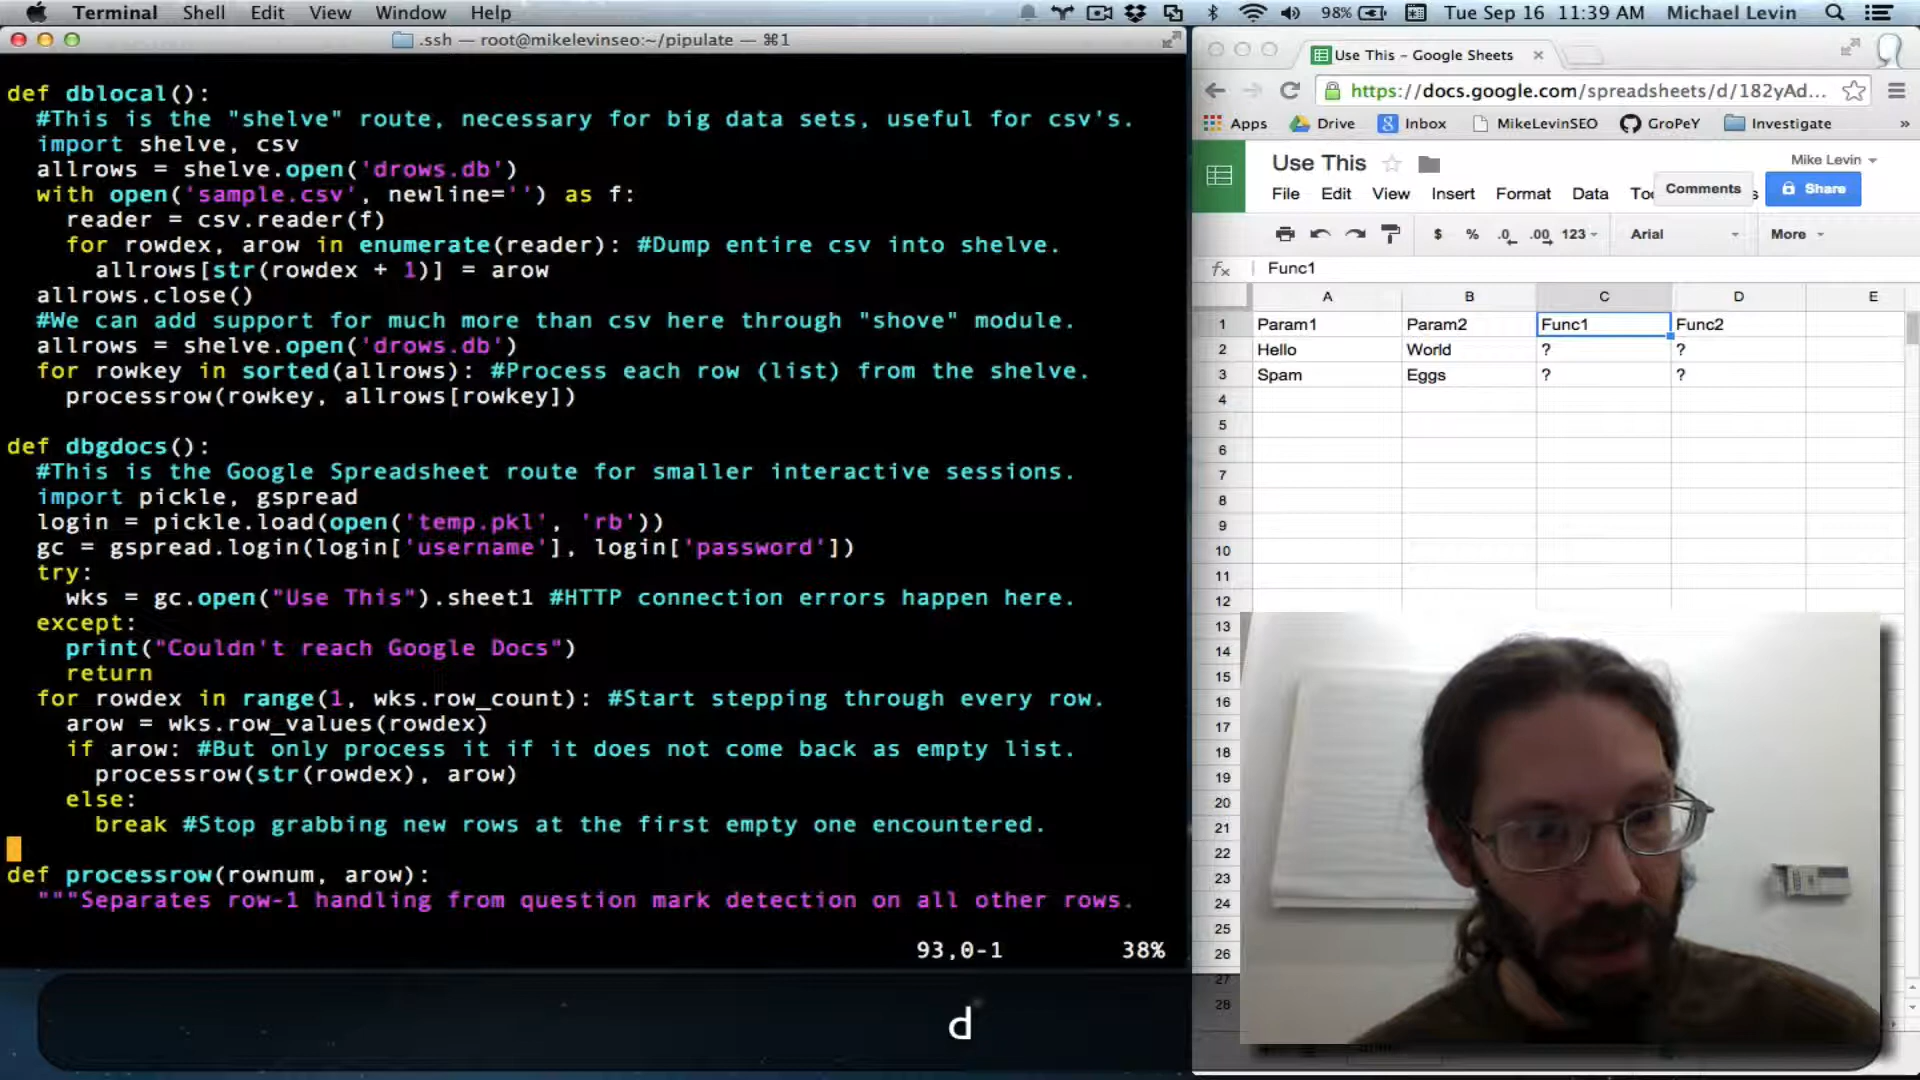 Terminal Shell Edit View Window Help 98% Tue Sep 16 11:39 AM Michael Levin
.ssh — root@mikelevinseo:~/pipulate — ⌘1
def dblocal():
  #This is the "shelve" route, necessary for big data sets, useful for csv's.
  import shelve, csv
  allrows = shelve.open('drows.db')
  with open('sample.csv', newline='') as f:
    reader = csv.reader(f)
    for rowdex, arow in enumerate(reader): #Dump entire csv into shelve.
      allrows[str(rowdex + 1)] = arow
  allrows.close()
  #We can add support for much more than csv here through "shove" module.
  allrows = shelve.open('drows.db')
  for rowkey in sorted(allrows): #Process each row (list) from the shelve.
    processrow(rowkey, allrows[rowkey])
def dbgdocs():
  #This is the Google Spreadsheet route for smaller interactive sessions.
  import pickle, gspread
  login = pickle.load(open('temp.pkl', 'rb'))
  gc = gspread.login(login['username'], login['password'])
  try:
    wks = gc.open("Use This").sheet1 #HTTP connection errors happen here.
  except:
    print("Couldn't reach Google Docs")
    return
  for rowdex in range(1, wks.row_count): #Start stepping through every row.
    arow = wks.row_values(rowdex)
    if arow: #But only process it if it does not come back as empty list.
      processrow(str(rowdex), arow)
    else:
      break #Stop grabbing new rows at the first empty one encountered.
def processrow(rownum, arow):
  """Separates row-1 handling from question mark detection on all other rows.
93,0-1 38%
d
Use This - Google Sheets
https://docs.google.com/spreadsheets/d/182yAd...
Apps Drive Inbox MikeLevinSEO GroPeY Investigate »
Use This
Mike Levin
File Edit View Insert Format Data Comments Share
$ % .0 .00 123 Arial More
fx Func1
A B C D E
1 Param1 Param2 Func1 Func2
2 Hello World ? ?
3 Spam Eggs ? ?
4
5
6
7
8
9
10
11
12
13
14
15
16
17
18
19
20
21
22
23
24
25
26
27
28